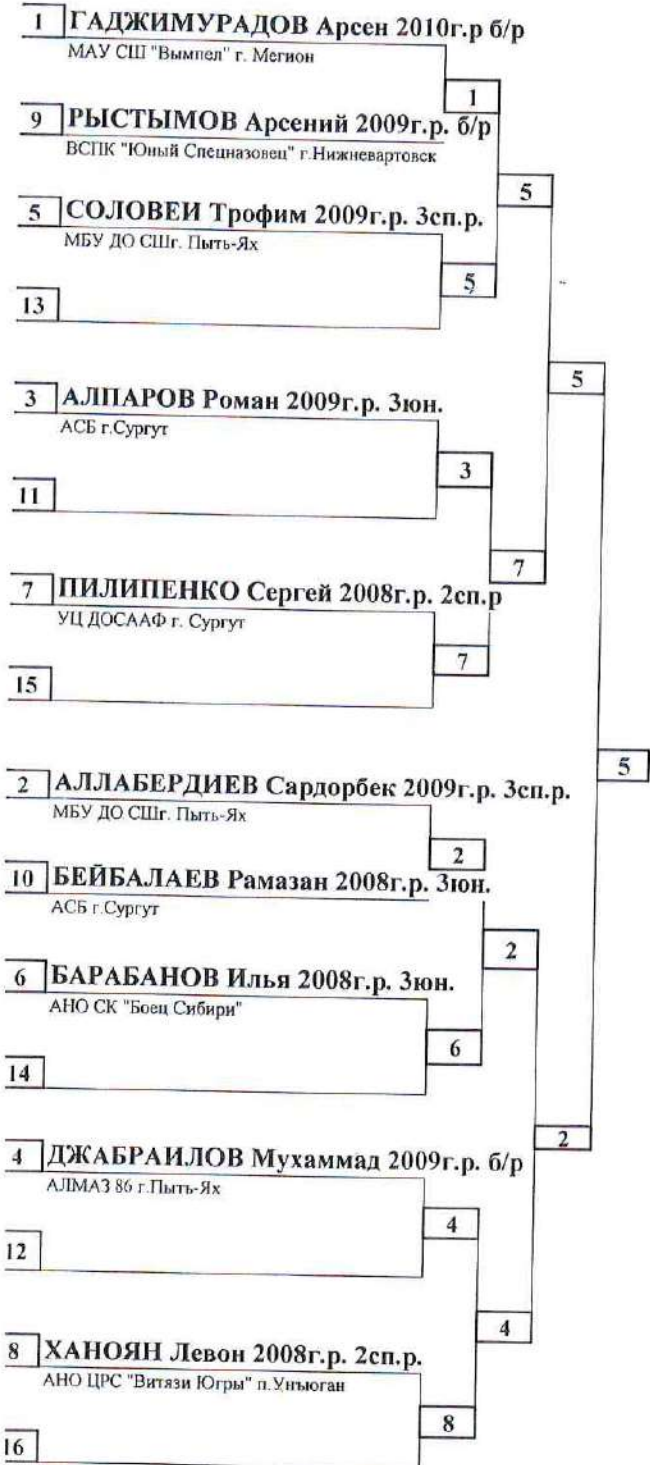 1 ГАДЖИМУРАДОВ Арсен 2010г.р б/р
МАУ СШ "Вымпел" г. Мегион
1
9 РЫСТЫМОВ Арсений 2009г.р. б/р
ВСПК "Юный Спецназовец" г.Нижневартовск
5
5 СОЛОВЕИ Трофим 2009г.р. 3сп.р.
МБУ ДО СШг. Пыть-Ях
5
13
5
3 АЛПАРОВ Роман 2009г.р. 3юн.
АСБ г.Сургут
3
11
7
7 ПИЛИПЕНКО Сергей 2008г.р. 2сп.р
УЦ ДОСААФ г. Сургут
7
15
5
2 АЛЛАБЕРДИЕВ Сардорбек 2009г.р. 3сп.р.
МБУ ДО СШг. Пыть-Ях
2
10 БЕЙБАЛАЕВ Рамазан 2008г.р. 3юн.
АСБ г.Сургут
2
6 БАРАБАНОВ Илья 2008г.р. 3юн.
АНО СК "Боец Сибири"
6
14
2
4 ДЖАБРАИЛОВ Мухаммад 2009г.р. б/р
АЛМАЗ 86 г.Пыть-Ях
4
12
4
8 ХАНОЯН Левон 2008г.р. 2сп.р.
АНО ЦРС "Витязи Югры" п.Унъюган
8
16